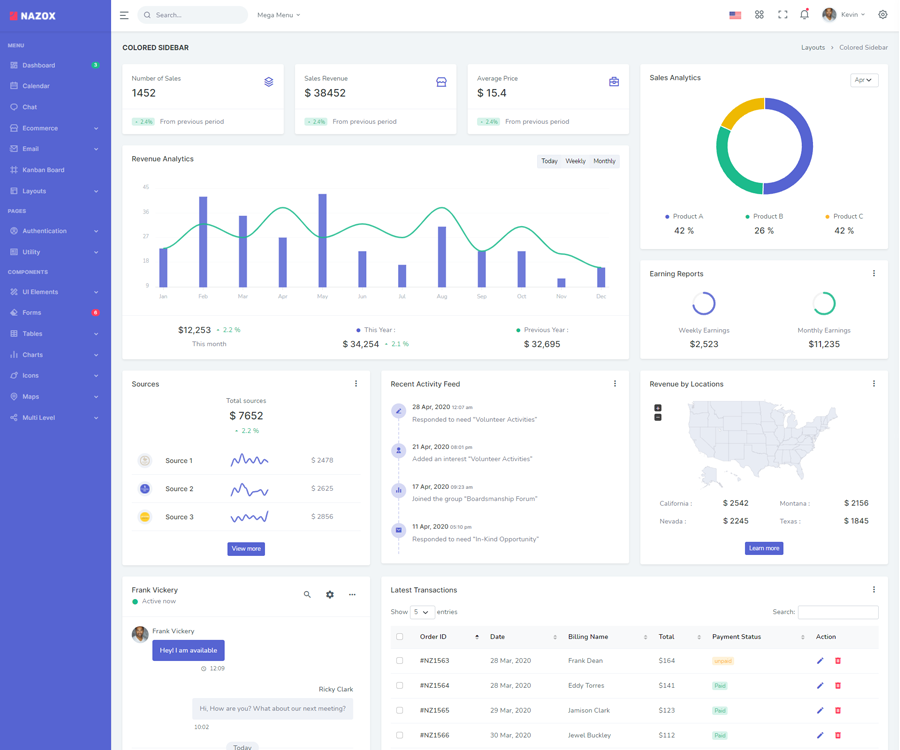 NAZOX
Search...
Mega Menu
Kevin
MENU
Dashboard 3
Calendar
Chat
Ecommerce
Email
Kanban Board
Layouts
PAGES
Authentication
Utility
COMPONENTS
UI Elements
Forms 6
Tables
Charts
Icons
Maps
Multi Level
COLORED SIDEBAR
Layouts > Colored Sidebar
Number of Sales
1452
2.4% From previous period
Sales Revenue
$ 38452
2.4% From previous period
Average Price
$ 15.4
2.4% From previous period
Sales Analytics
Apr
Product A
42 %
Product B
26 %
Product C
42 %
Revenue Analytics
Today Weekly Monthly
45
36
27
18
9
Jan Feb Mar Apr May Jun Jul Aug Sep Oct Nov Dec
$12,253 2.2 %
This month
This Year :
$ 34,254 2.1 %
Previous Year :
$ 32,695
Earning Reports
Weekly Earnings
$2,523
Monthly Earnings
$11,235
Sources
Total sources
$ 7652
2.2 %
Source 1 $ 2478
Source 2 $ 2625
Source 3 $ 2856
View more
Recent Activity Feed
28 Apr, 2020 12:07 am
Responded to need "Volunteer Activities"
21 Apr, 2020 08:01 pm
Added an interest "Volunteer Activities"
17 Apr, 2020 09:23 am
Joined the group "Boardsmanship Forum"
11 Apr, 2020 05:10 pm
Responded to need "In-Kind Opportunity"
Revenue by Locations
+
−
California : $ 2542 Montana : $ 2156
Nevada : $ 2245 Texas : $ 1845
Learn more
Frank Vickery
Active now
Frank Vickery
Hey! I am available
12:09
Ricky Clark
Hi, How are you? What about our next meeting?
10:02
Today
Latest Transactions
Show 5 entries
Search:
Order ID Date Billing Name Total Payment Status Action
#NZ1563 28 Mar, 2020 Frank Dean $164 unpaid
#NZ1564 28 Mar, 2020 Eddy Torres $141 Paid
#NZ1565 29 Mar, 2020 Jamison Clark $123 Paid
#NZ1566 30 Mar, 2020 Jewel Buckley $112 Paid